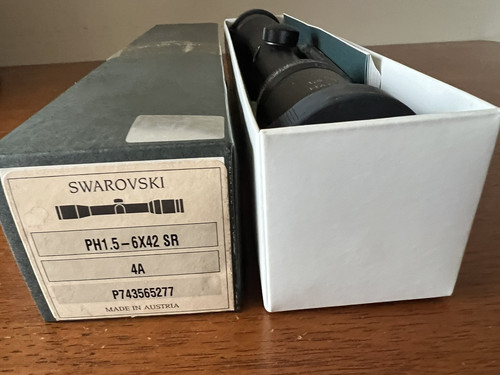 SWAROVSKI
PH1.5-6X42 SR
4A
P743565277
MADE IN AUSTRIA